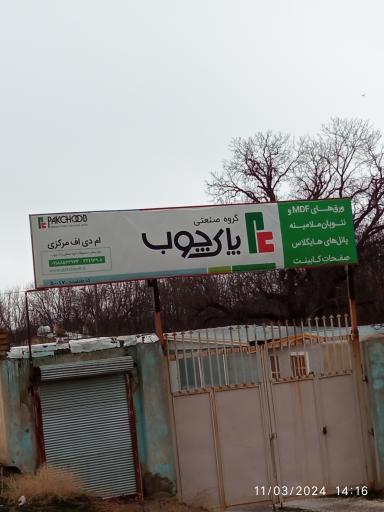 PAKCHOOB
گروه صنعتی
پاکچوب
ام دی اف مرکزی
ورق‌های MDF و
نئوپان ملامینه
پانل‌های هایگلاس
صفحات کابینت
11/03/2024 14:16